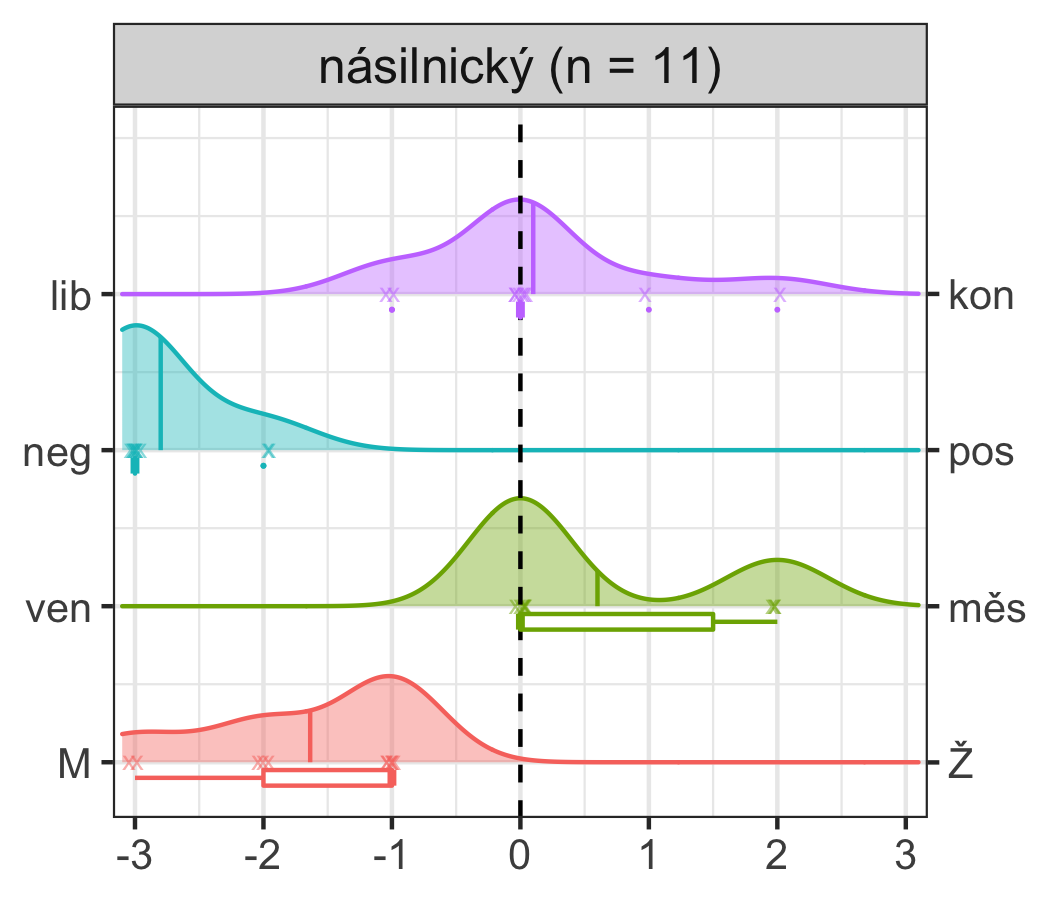 násilnický (n = 11)
lib kon
neg pos
ven měs
M Ž
-3 -2 -1 0 1 2 3